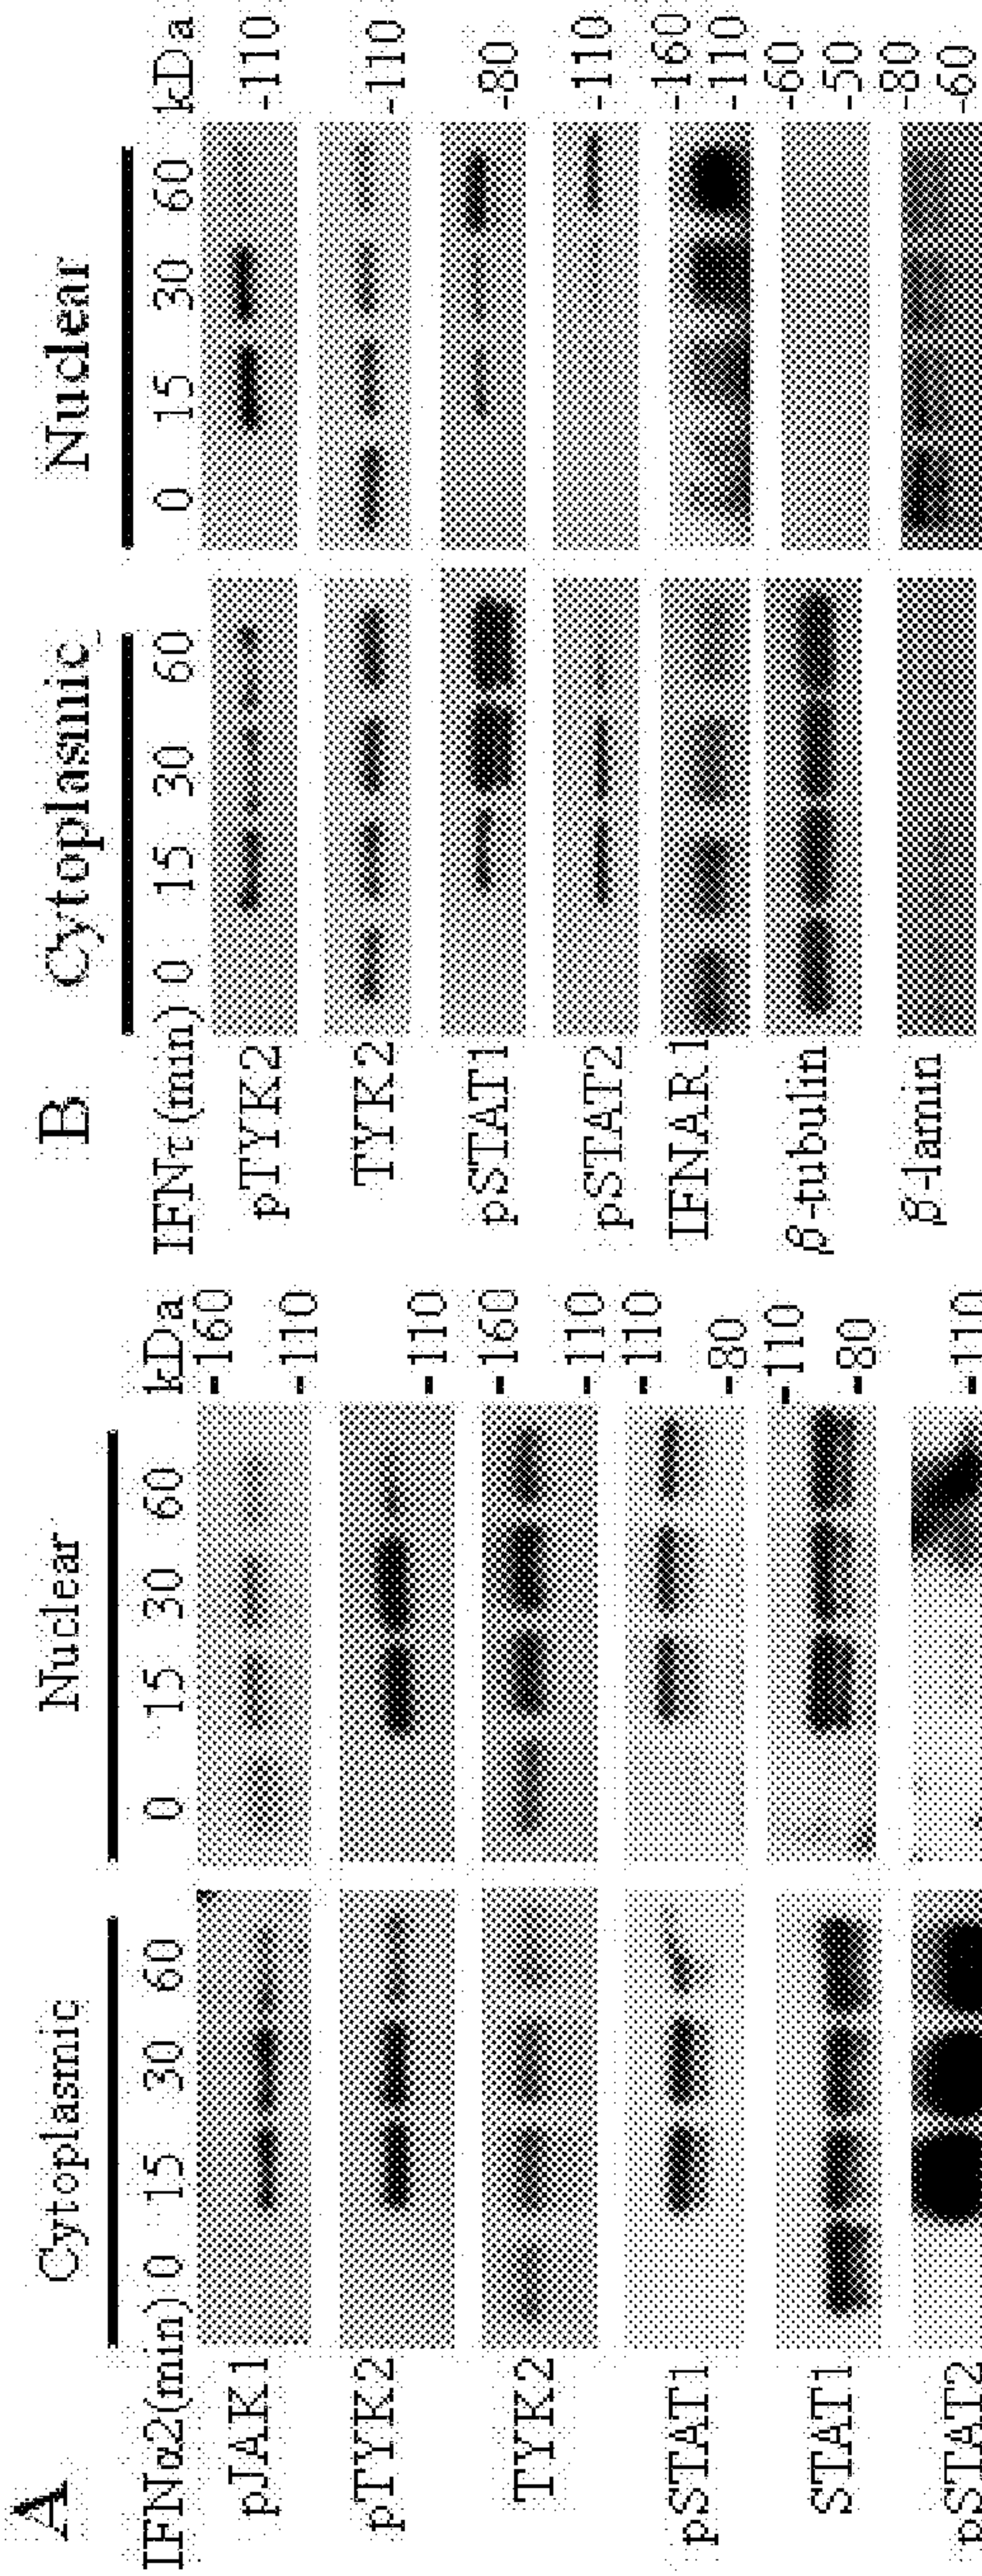 A
Cytoplasmic Nuclear
IFNα2(min) 0 15 30 60 0 15 30 60 kDa
pJAK1 -160
-110
pTYK2 -110
TYK2 -160
-110
pSTAT1 -110
-80
STAT1 -110
-80
pSTAT2 -110
B Cytoplasmic Nuclear
IFNτ(min) 0 15 30 60 0 15 30 60 kDa
pTYK2 -110
TYK2 -110
pSTAT1 -80
pSTAT2 -110
IFNAR1 -160
-110
β-tubulin -60
-50
β-lamin -80
-60